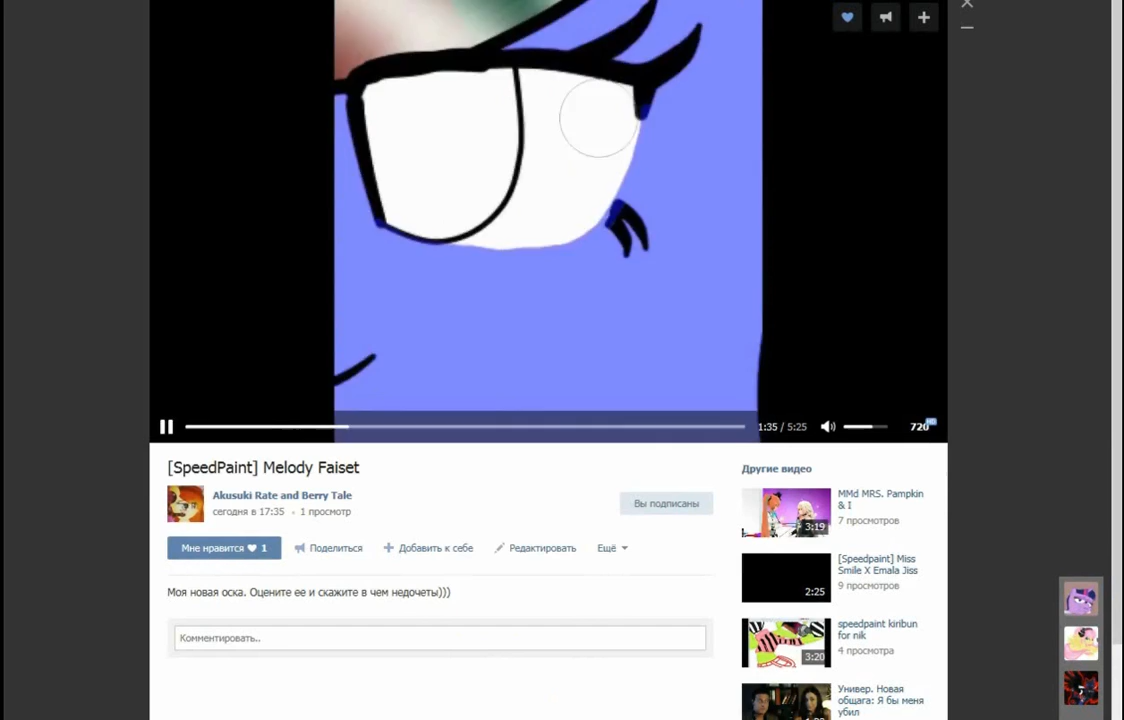 1:35 / 5:25
720
HD
[SpeedPaint] Melody Faiset
Akusuki Rate and Berry Tale
сегодня в 17:35 · 1 просмотр
Вы подписаны
Мне нравится 1
Поделиться
Добавить к себе
Редактировать
Ещё
Моя новая оска. Оцените ее и скажите в чем недочеты)))
Комментировать..
Другие видео
MMd MRS. Pampkin
& I
7 просмотров
3:19
[Speedpaint] Miss
Smile X Emala Jiss
9 просмотров
2:25
speedpaint kiribun
for nik
4 просмотра
3:20
Универ. Новая
общага: Я бы меня
убил